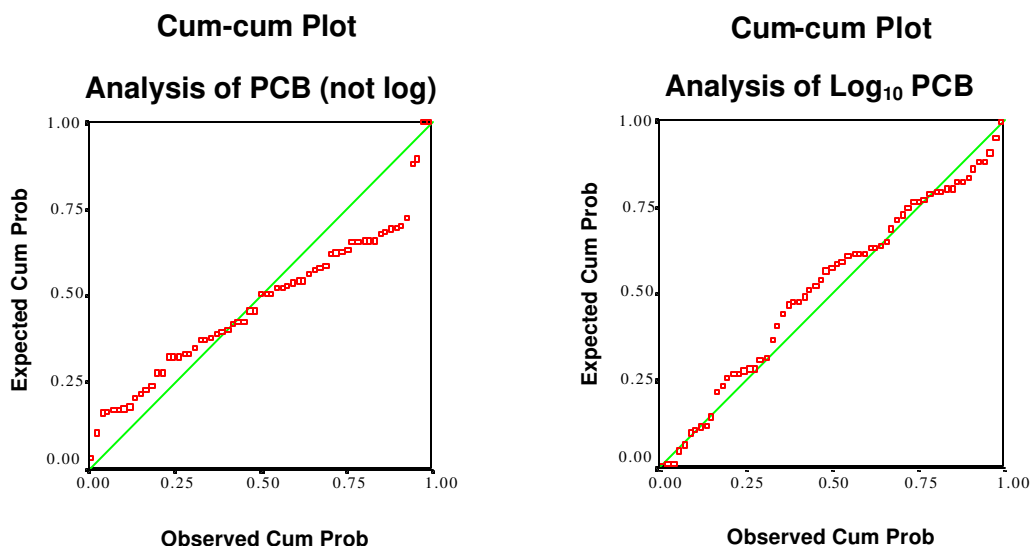 Cum-cum Plot
Analysis of PCB (not log)
1.00
0.75
0.50
0.25
0.00
Expected Cum Prob
0.00 0.25 0.50 0.75 1.00
Observed Cum Prob
Cum-cum Plot
Analysis of Log₁₀ PCB
1.00
0.75
0.50
0.25
0.00
Expected Cum Prob
0.00 0.25 0.50 0.75 1.00
Observed Cum Prob